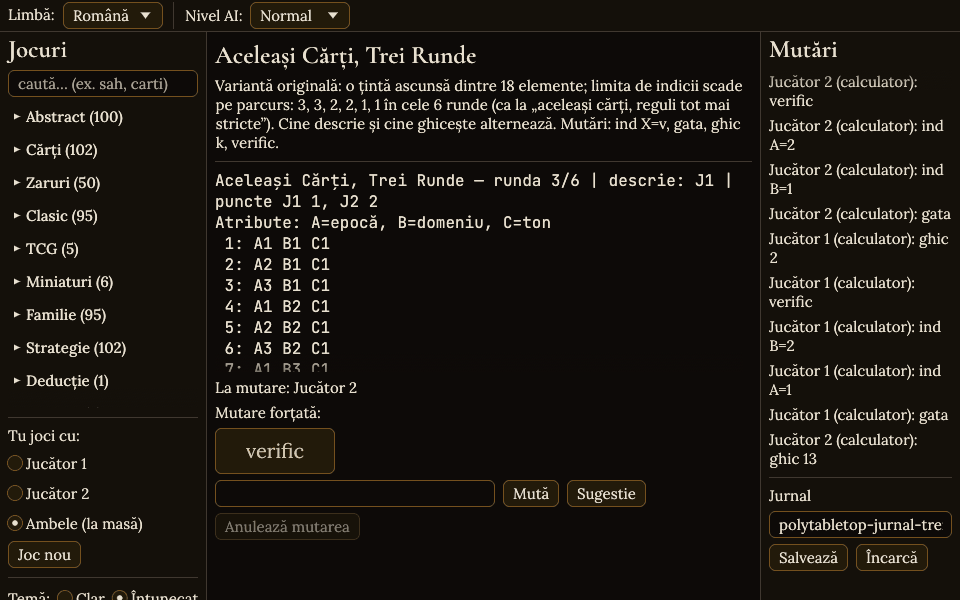 Limbă: Română ▼ Nivel AI: Normal ▼
Jocuri
caută... (ex. sah, carti)
▸ Abstract (100)
▸ Cărți (102)
▸ Zaruri (50)
▸ Clasic (95)
▸ TCG (5)
▸ Miniaturi (6)
▸ Familie (95)
▸ Strategie (102)
▸ Deducție (1)
Tu joci cu:
Jucător 1
Jucător 2
Ambele (la masă)
Joc nou
Temă: Clar Întunecat
Aceleași Cărți, Trei Runde
Variantă originală: o țintă ascunsă dintre 18 elemente; limita de indicii scade
pe parcurs: 3, 3, 2, 2, 1, 1 în cele 6 runde (ca la „aceleași cărți, reguli tot mai
stricte”). Cine descrie și cine ghicește alternează. Mutări: ind X=v, gata, ghic
k, verific.
Aceleași Cărți, Trei Runde — runda 3/6 | descrie: J1 |
puncte J1 1, J2 2
Atribute: A=epocă, B=domeniu, C=ton
1: A1 B1 C1
2: A2 B1 C1
3: A3 B1 C1
4: A1 B2 C1
5: A2 B2 C1
6: A3 B2 C1
7: A1 B3 C1
La mutare: Jucător 2
Mutare forțată:
verific
Mută Sugestie
Anulează mutarea
Mutări
Jucător 2 (calculator):
verific
Jucător 2 (calculator): ind
A=2
Jucător 2 (calculator): ind
B=1
Jucător 2 (calculator): gata
Jucător 1 (calculator): ghic
2
Jucător 1 (calculator):
verific
Jucător 1 (calculator): ind
B=2
Jucător 1 (calculator): ind
A=1
Jucător 1 (calculator): gata
Jucător 2 (calculator):
ghic 13
Jurnal
polytabletop-jurnal-tre
Salvează Încarcă